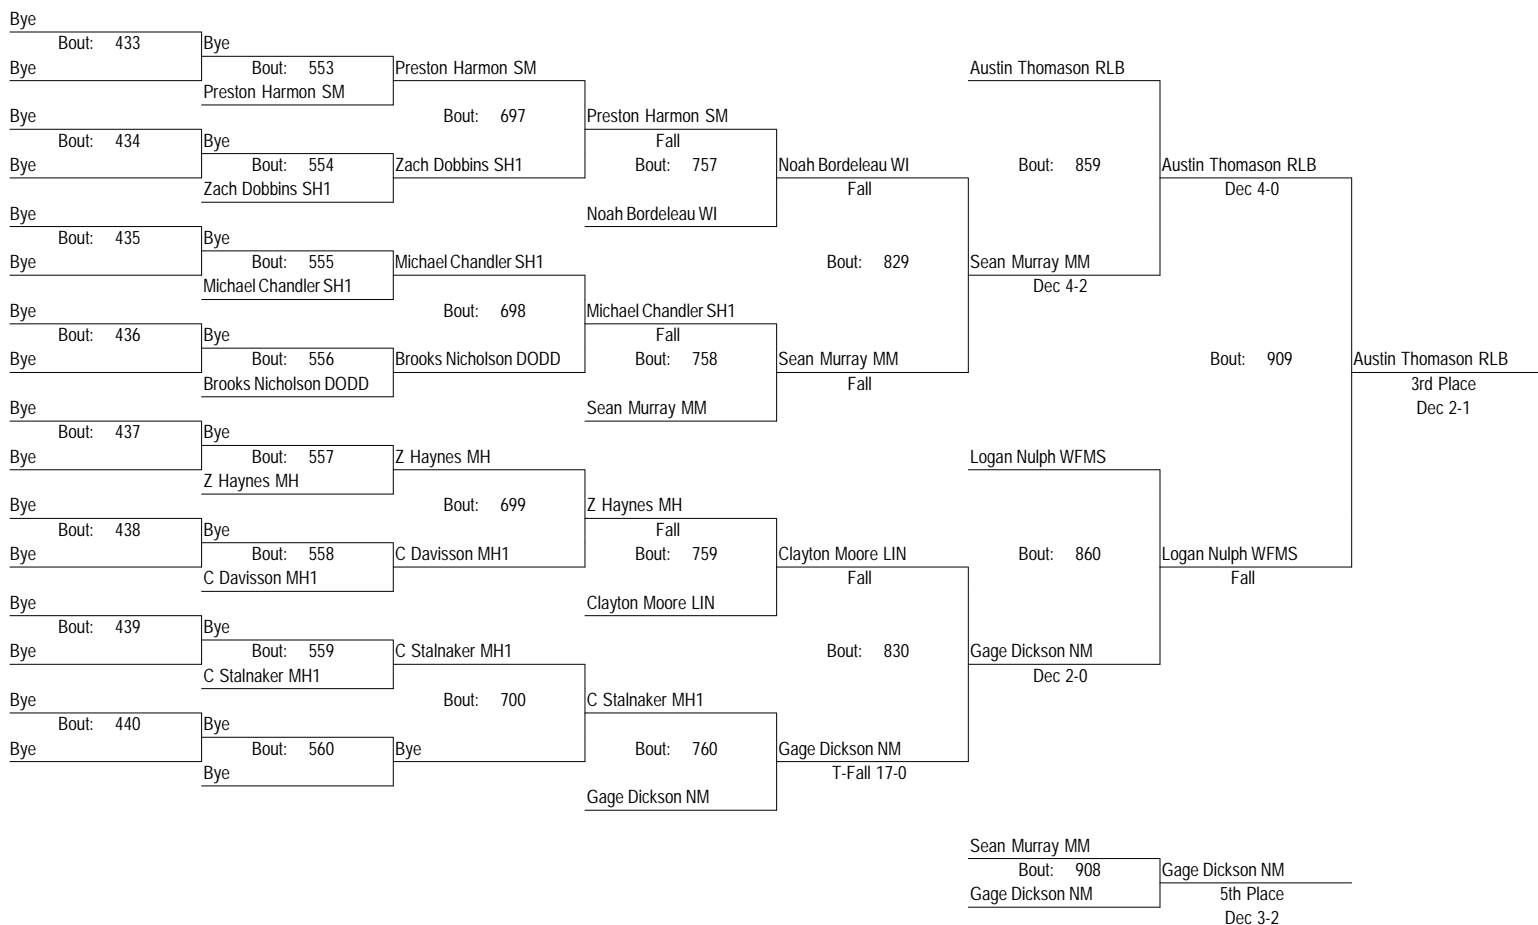 Bye
Bout: 433 Bye
Bye Bout: 553 Preston Harmon SM Austin Thomason RLB
Preston Harmon SM
Bye Bout: 697 Preston Harmon SM
Bout: 434 Bye Fall
Bye Bout: 554 Zach Dobbins SH1 Bout: 757 Noah Bordeleau WI Bout: 859 Austin Thomason RLB
Zach Dobbins SH1 Fall Dec 4-0
Bye Noah Bordeleau WI
Bout: 435 Bye
Bye Bout: 555 Michael Chandler SH1 Bout: 829 Sean Murray MM
Michael Chandler SH1 Dec 4-2
Bye Bout: 698 Michael Chandler SH1
Bout: 436 Bye Fall
Bye Bout: 556 Brooks Nicholson DODD Bout: 758 Sean Murray MM Bout: 909 Austin Thomason RLB
Brooks Nicholson DODD Fall 3rd Place
Bye Sean Murray MM Dec 2-1
Bout: 437 Bye
Bye Bout: 557 Z Haynes MH Logan Nulph WFMS
Z Haynes MH
Bye Bout: 699 Z Haynes MH
Bout: 438 Bye Fall
Bye Bout: 558 C Davisson MH1 Bout: 759 Clayton Moore LIN Bout: 860 Logan Nulph WFMS
C Davisson MH1 Fall Fall
Bye Clayton Moore LIN
Bout: 439 Bye
Bye Bout: 559 C Stalnaker MH1 Bout: 830 Gage Dickson NM
C Stalnaker MH1 Dec 2-0
Bye Bout: 700 C Stalnaker MH1
Bout: 440 Bye
Bye Bout: 560 Bye Bout: 760 Gage Dickson NM
Bye T-Fall 17-0
Gage Dickson NM
Sean Murray MM
Bout: 908 Gage Dickson NM
Gage Dickson NM 5th Place
Dec 3-2